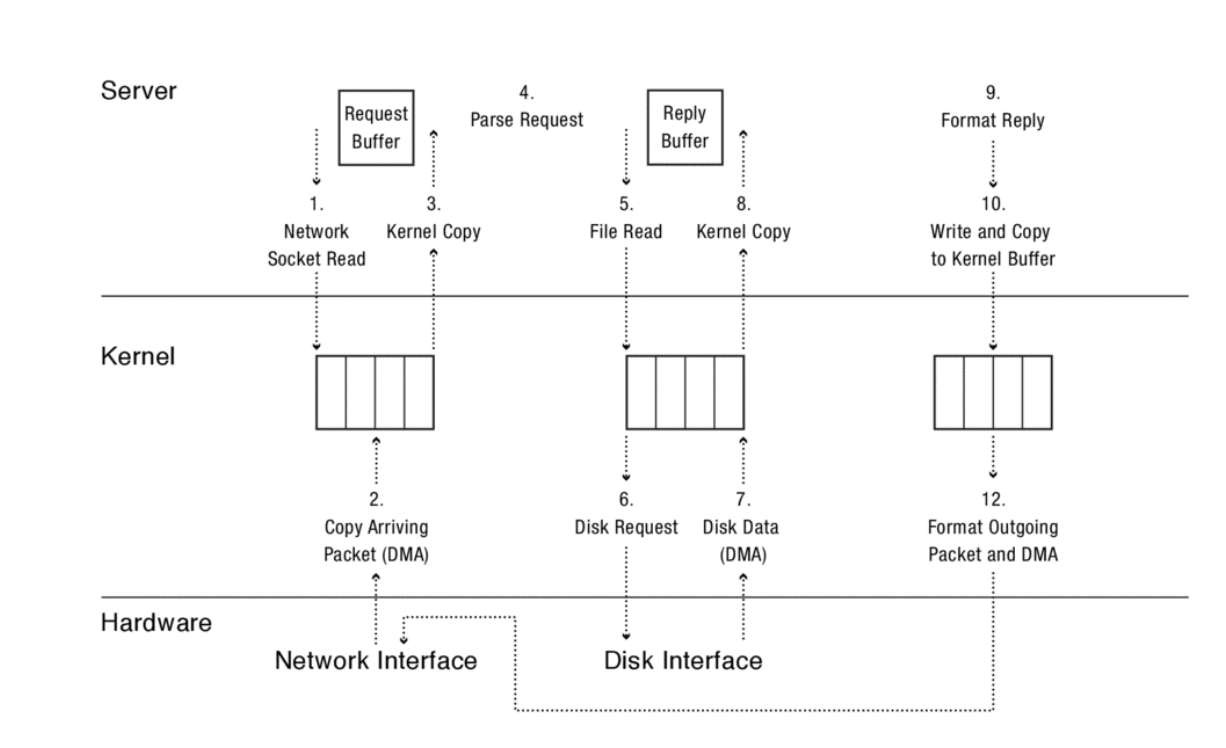 Server
Request
Buffer
4.
Parse Request
Reply
Buffer
9.
Format Reply
1.
Network
Socket Read
3.
Kernel Copy
5.
File Read
8.
Kernel Copy
10.
Write and Copy
to Kernel Buffer
Kernel
2.
Copy Arriving
Packet (DMA)
6.
Disk Request
7.
Disk Data
(DMA)
12.
Format Outgoing
Packet and DMA
Hardware
Network Interface
Disk Interface